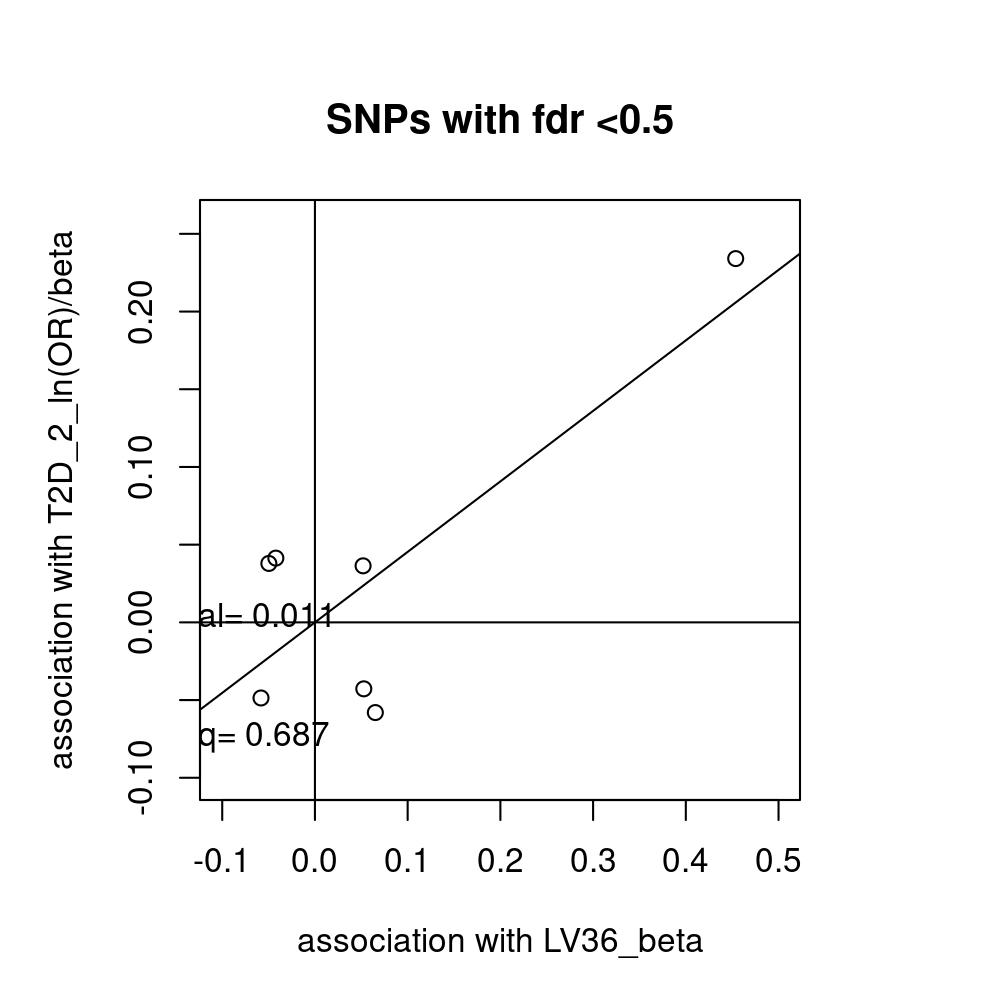 SNPs with fdr <0.5
association with T2D_2_ln(OR)/beta
0.20
0.10
0.00
-0.10
al= 0.011
q= 0.687
-0.1 0.0 0.1 0.2 0.3 0.4 0.5
association with LV36_beta